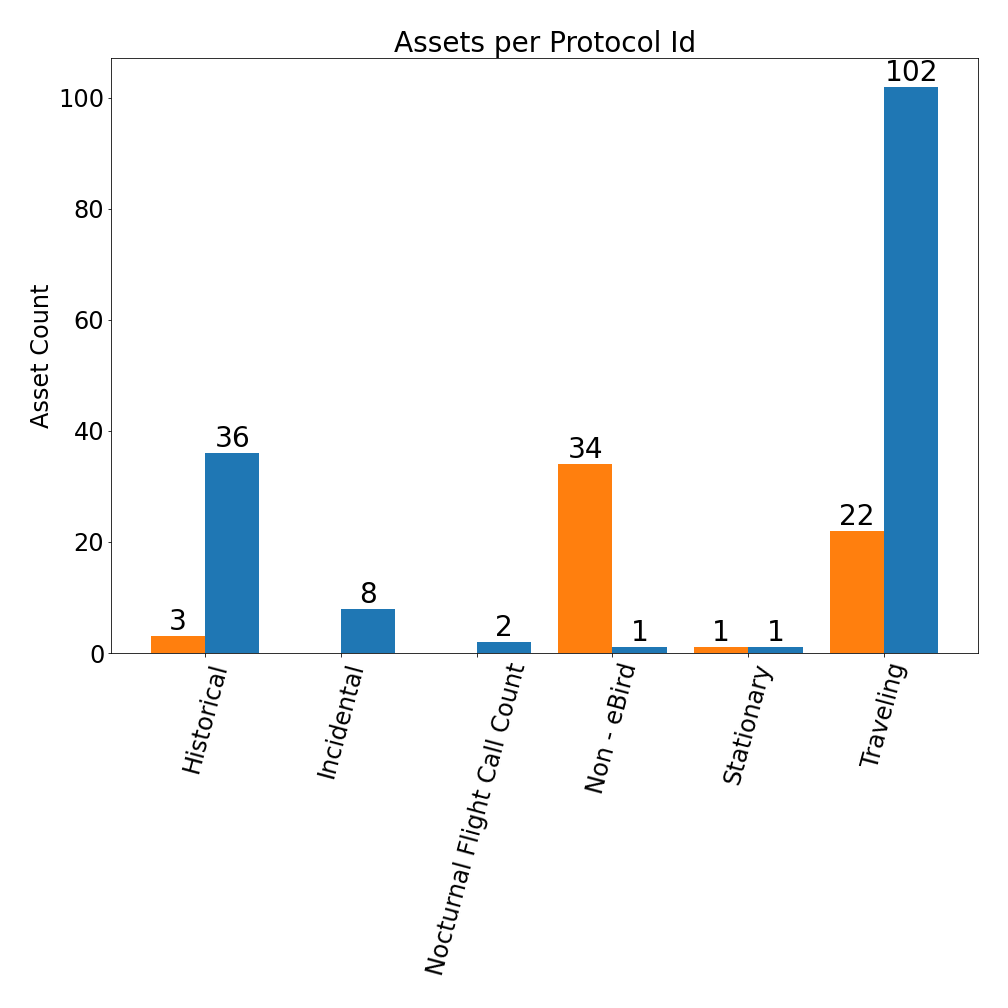 Assets per Protocol Id
Asset Count
100
80
60
40
20
0
3
36
8
2
34
1
1
1
22
102
Historical
Incidental
Nocturnal Flight Call Count
Non - eBird
Stationary
Traveling